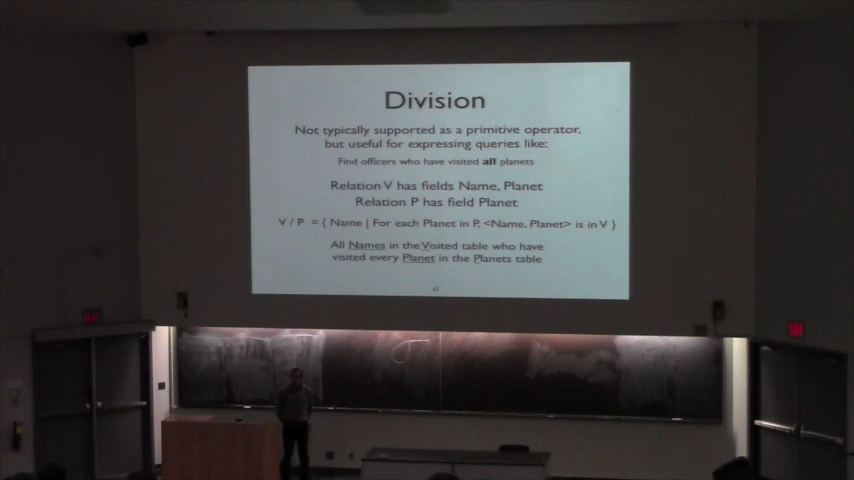 Division
Not typically supported as a primitive operator,
but useful for expressing queries like:
Find officers who have visited all planets
Relation V has fields Name, Planet
Relation P has field Planet
V / P = { Name | For each Planet in P, <Name, Planet> is in V }
All Names in the Visited table who have
visited every Planet in the Planets table
σ